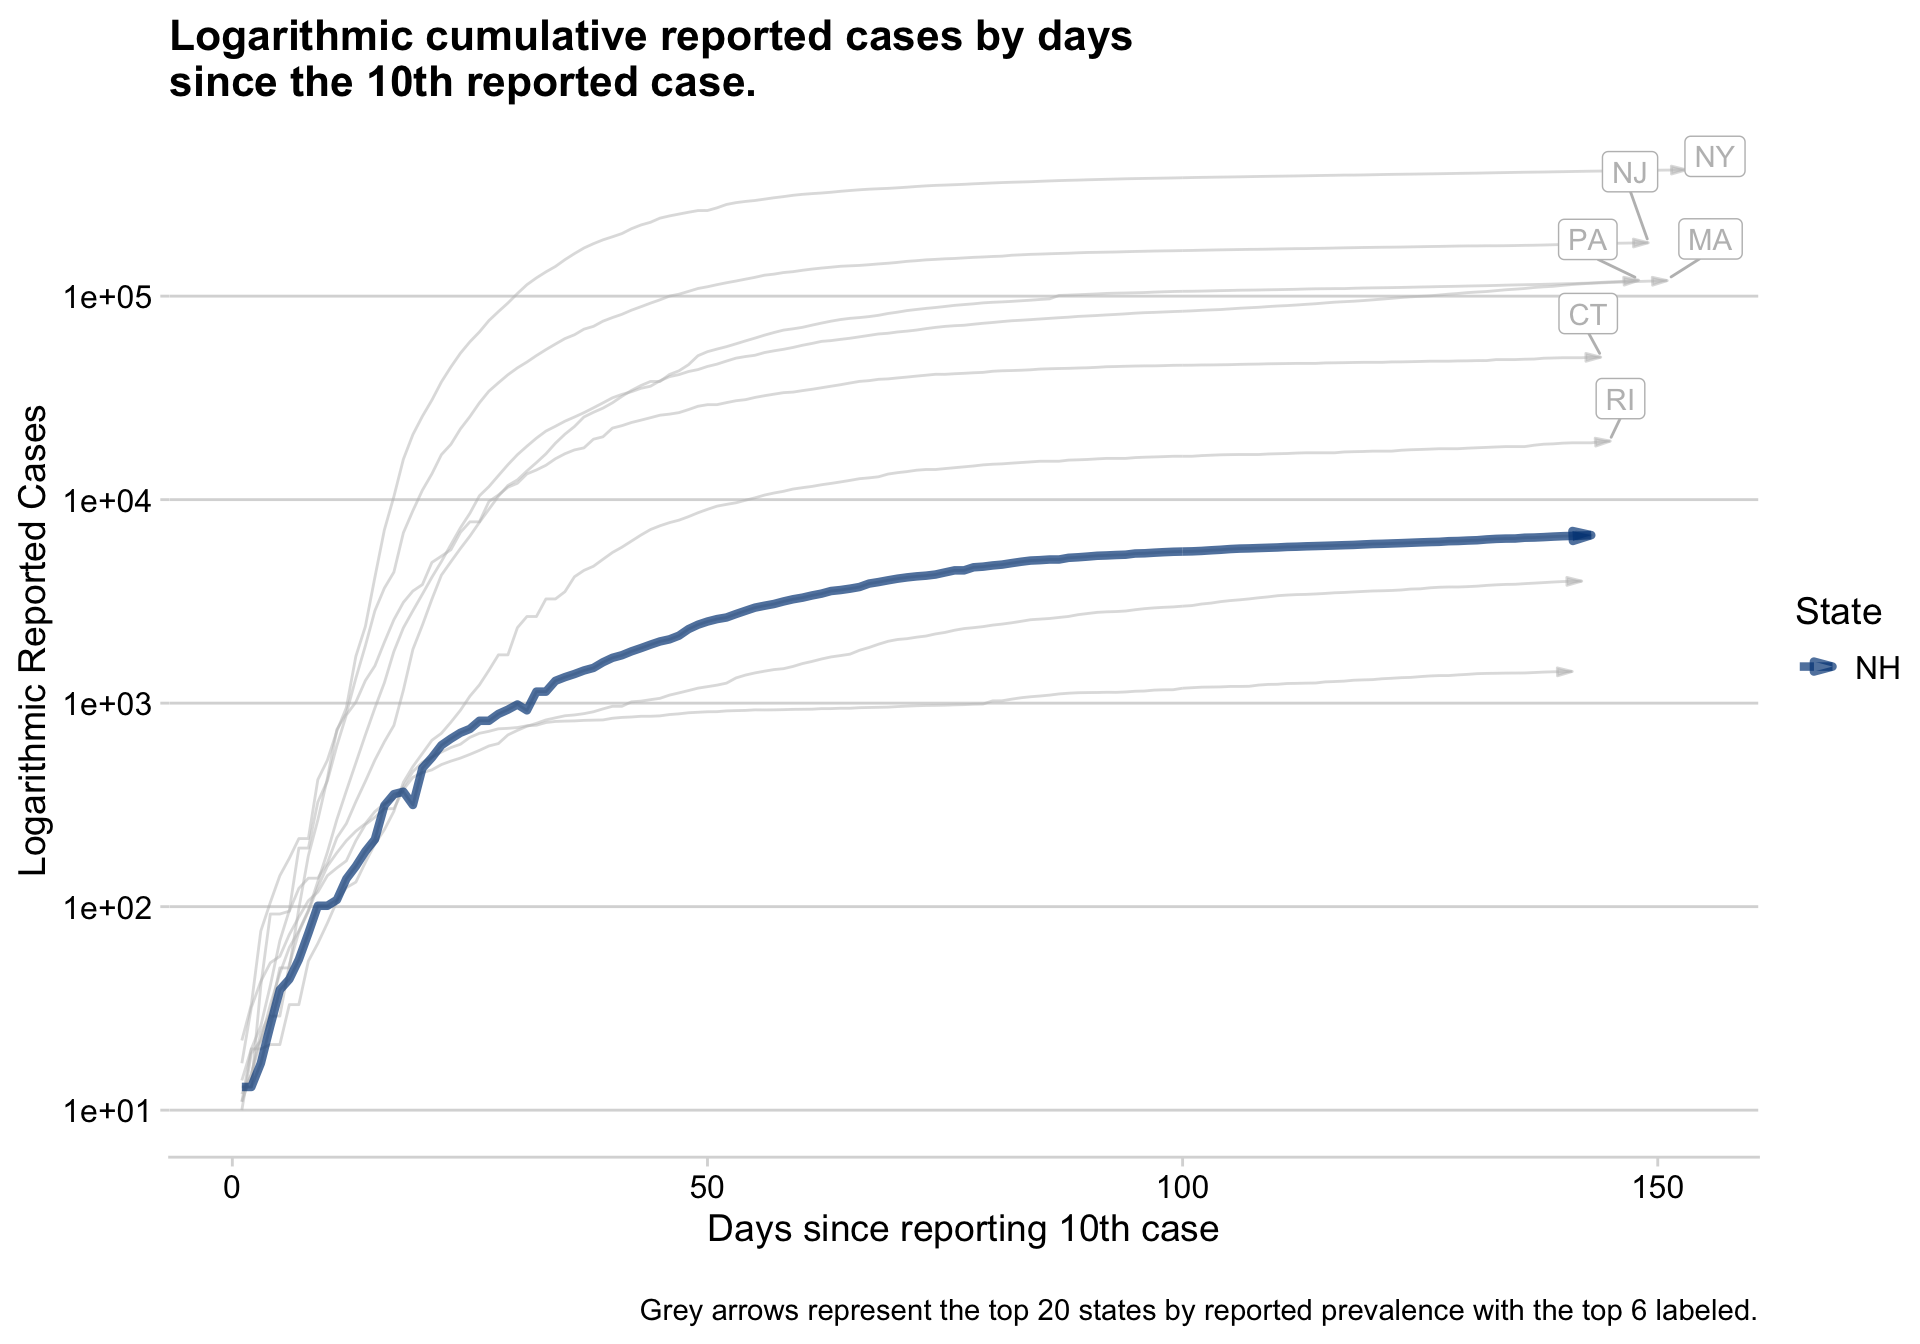 Logarithmic cumulative reported cases by days
since the 10th reported case.
NY
NJ
PA
MA
CT
RI
1e+05
1e+04
1e+03
1e+02
1e+01
Logarithmic Reported Cases
State
NH
0
50
100
150
Days since reporting 10th case
Grey arrows represent the top 20 states by reported prevalence with the top 6 labeled.